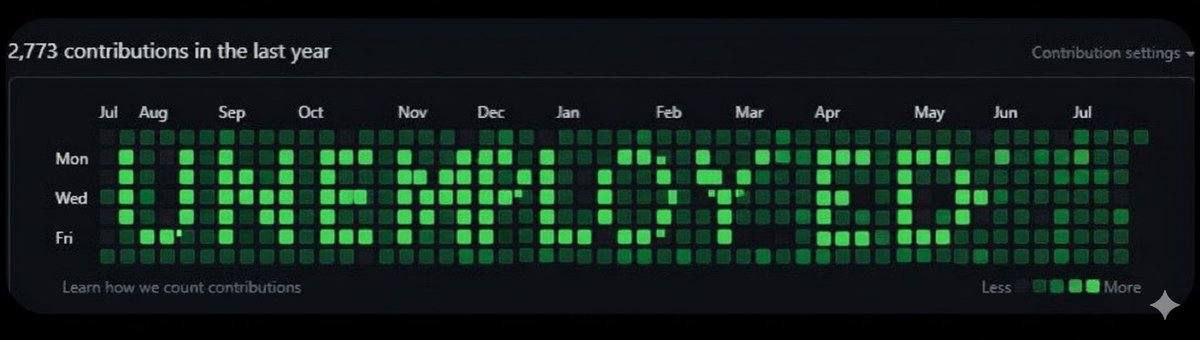 2,773 contributions in the last year
Contribution settings
Jul Aug Sep Oct Nov Dec Jan Feb Mar Apr May Jun Jul
Mon
Wed
Fri
UNEMPLOYED
Learn how we count contributions
Less More